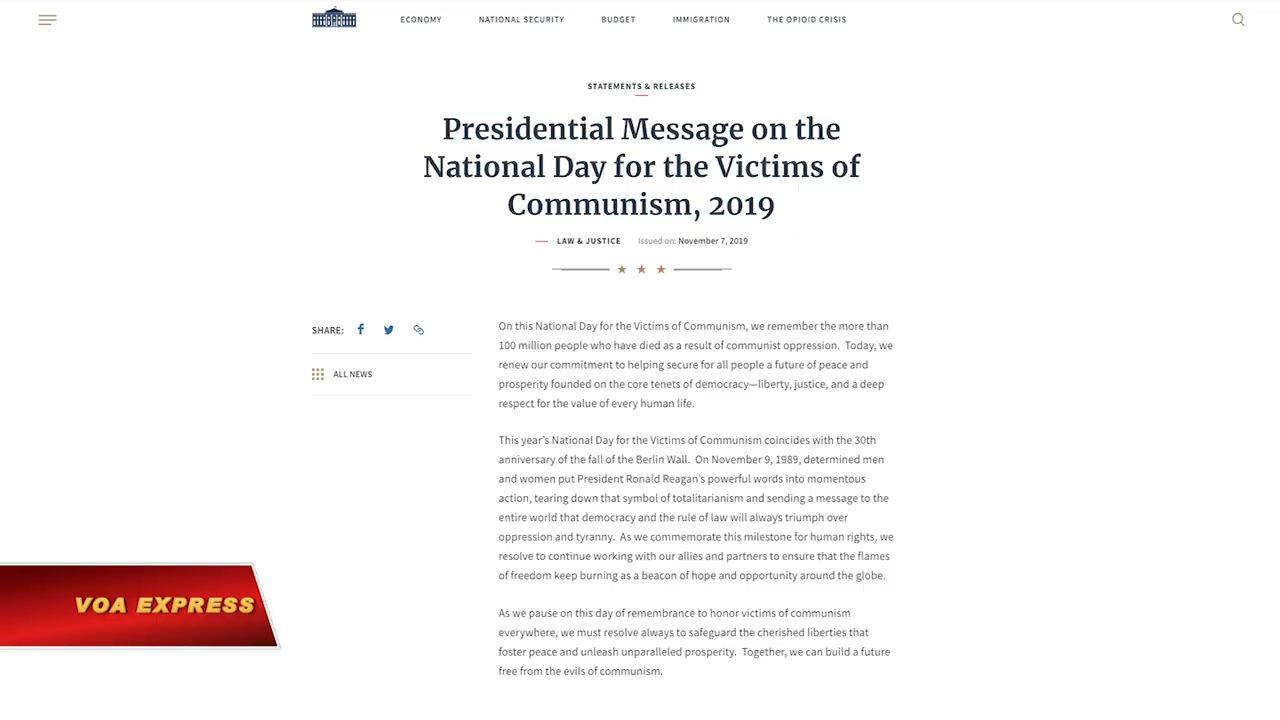 ECONOMY NATIONAL SECURITY BUDGET IMMIGRATION THE OPIOID CRISIS
STATEMENTS & RELEASES
Presidential Message on the
National Day for the Victims of
Communism, 2019
LAW & JUSTICE Issued on: November 7, 2019
SHARE:
ALL NEWS
On this National Day for the Victims of Communism, we remember the more than
100 million people who have died as a result of communist oppression. Today, we
renew our commitment to helping secure for all people a future of peace and
prosperity founded on the core tenets of democracy—liberty, justice, and a deep
respect for the value of every human life.
This year's National Day for the Victims of Communism coincides with the 30th
anniversary of the fall of the Berlin Wall. On November 9, 1989, determined men
and women put President Ronald Reagan's powerful words into momentous
action, tearing down that symbol of totalitarianism and sending a message to the
entire world that democracy and the rule of law will always triumph over
oppression and tyranny. As we commemorate this milestone for human rights, we
resolve to continue working with our allies and partners to ensure that the flames
of freedom keep burning as a beacon of hope and opportunity around the globe.
As we pause on this day of remembrance to honor victims of communism
everywhere, we must resolve always to safeguard the cherished liberties that
foster peace and unleash unparalleled prosperity. Together, we can build a future
free from the evils of communism.
VOA EXPRESS